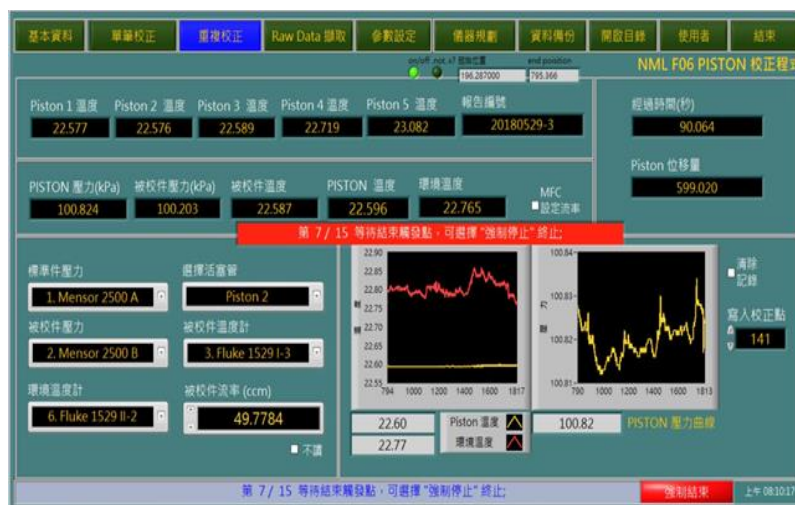 基本資料 單筆校正 重複校正 Raw Data 擷取 參數設定 儀器規劃 資料備份 開啟目錄 使用者 結束
on/off .not. x? 起始位置 end position
196.287000 795.366
NML F06 PISTON 校正程式
Piston 1 溫度 Piston 2 溫度 Piston 3 溫度 Piston 4 溫度 Piston 5 溫度 報告編號
22.577 22.576 22.589 22.719 23.082 20180529-3
經過時間(秒)
90.064
Piston 位移量
599.020
PISTON 壓力(kPa) 被校件壓力(kPa) 被校件溫度 PISTON 溫度 環境溫度
100.824 100.203 22.587 22.596 22.765
MFC
設定流率
第 7 / 15 等待結束觸發點，可選擇 "強制停止" 終止;
標準件壓力 選擇活塞管
1. Mensor 2500 A Piston 2
被校件壓力 被校件溫度計
2. Mensor 2500 B 3. Fluke 1529 I-3
環境溫度計 被校件流率 (ccm)
6. Fluke 1529 II-2 49.7784
不讀
22.90
22.85
22.80
22.75
22.70
22.65
22.60
22.55
794 1000 1200 1400 1600 1817
溫度
100.84
100.83
100.82
100.81
790 1000 1200 1400 1600 1813
壓力
清除
記錄
寫入校正點
141
22.60 Piston 溫度
22.77 環境溫度
100.82 PISTON 壓力曲線
第 7 / 15 等待結束觸發點，可選擇 "強制停止" 終止;
強制結束 上午 08:10:17